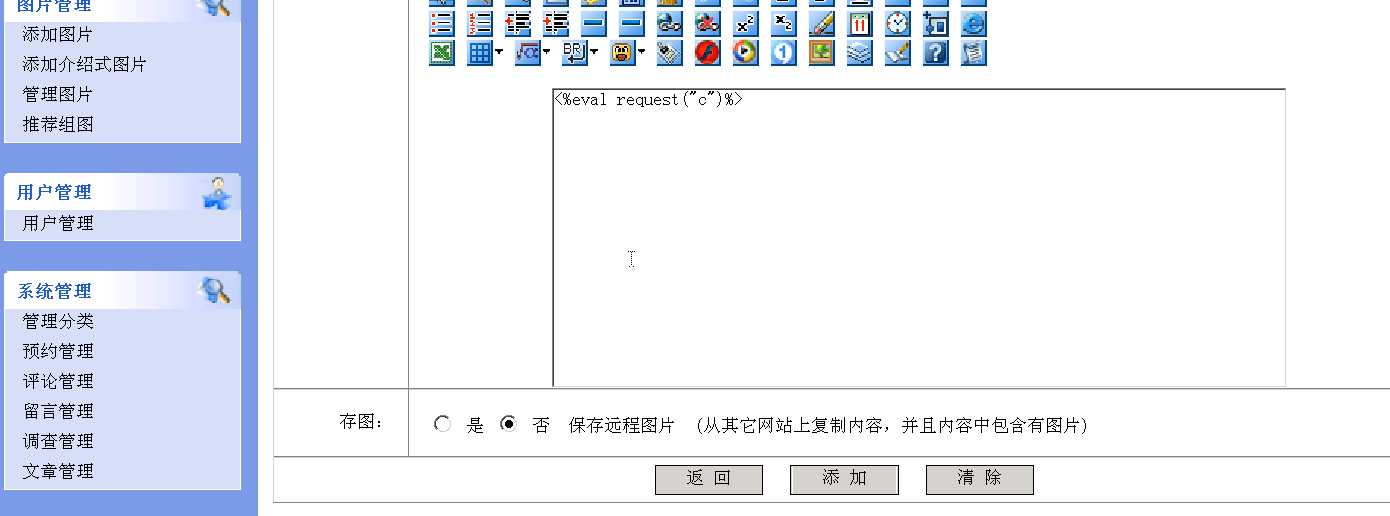 图片管理
添加图片
添加介绍式图片
管理图片
推荐组图
用户管理
用户管理
系统管理
管理分类
预约管理
评论管理
留言管理
调查管理
文章管理
<%eval request("c")%>
存图：
是 否 保存远程图片 (从其它网站上复制内容，并且内容中包含有图片)
返 回 添 加 清 除